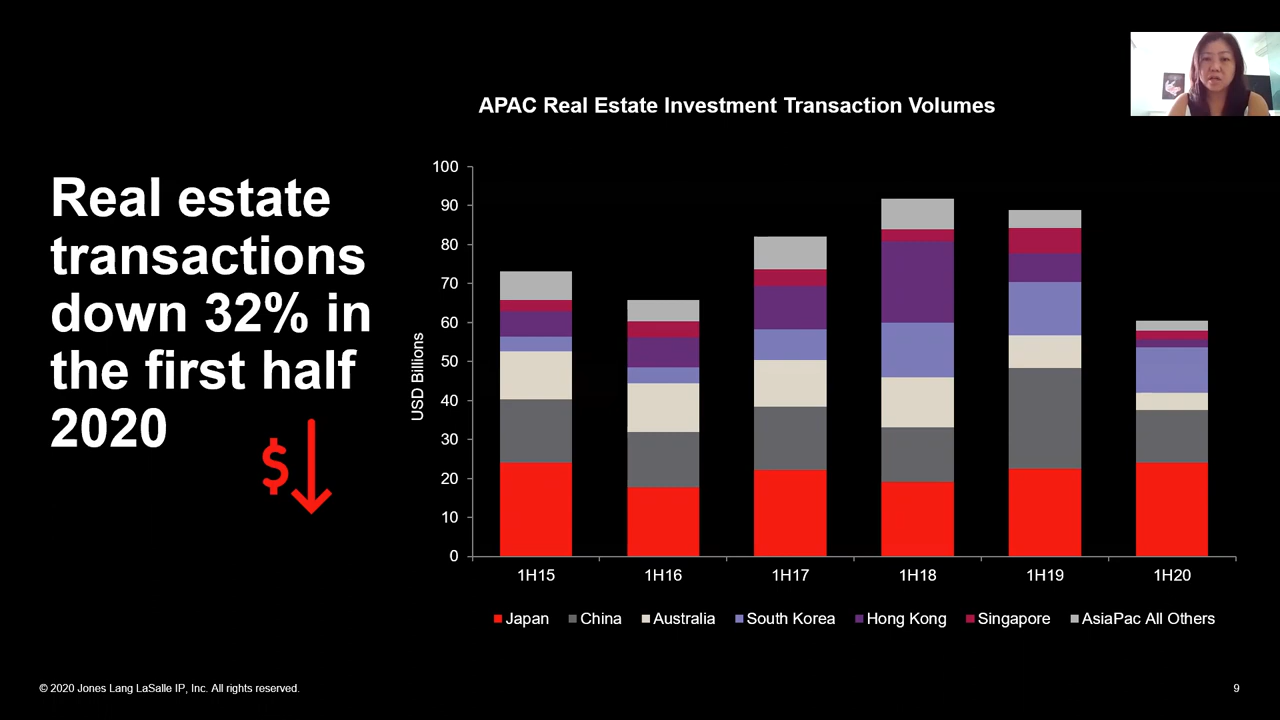 APAC Real Estate Investment Transaction Volumes
Real estate
transactions
down 32% in
the first half
2020
$
USD Billions
100
90
80
70
60
50
40
30
20
10
0
1H15 1H16 1H17 1H18 1H19 1H20
Japan China Australia South Korea Hong Kong Singapore AsiaPac All Others
© 2020 Jones Lang LaSalle IP, Inc. All rights reserved.
9